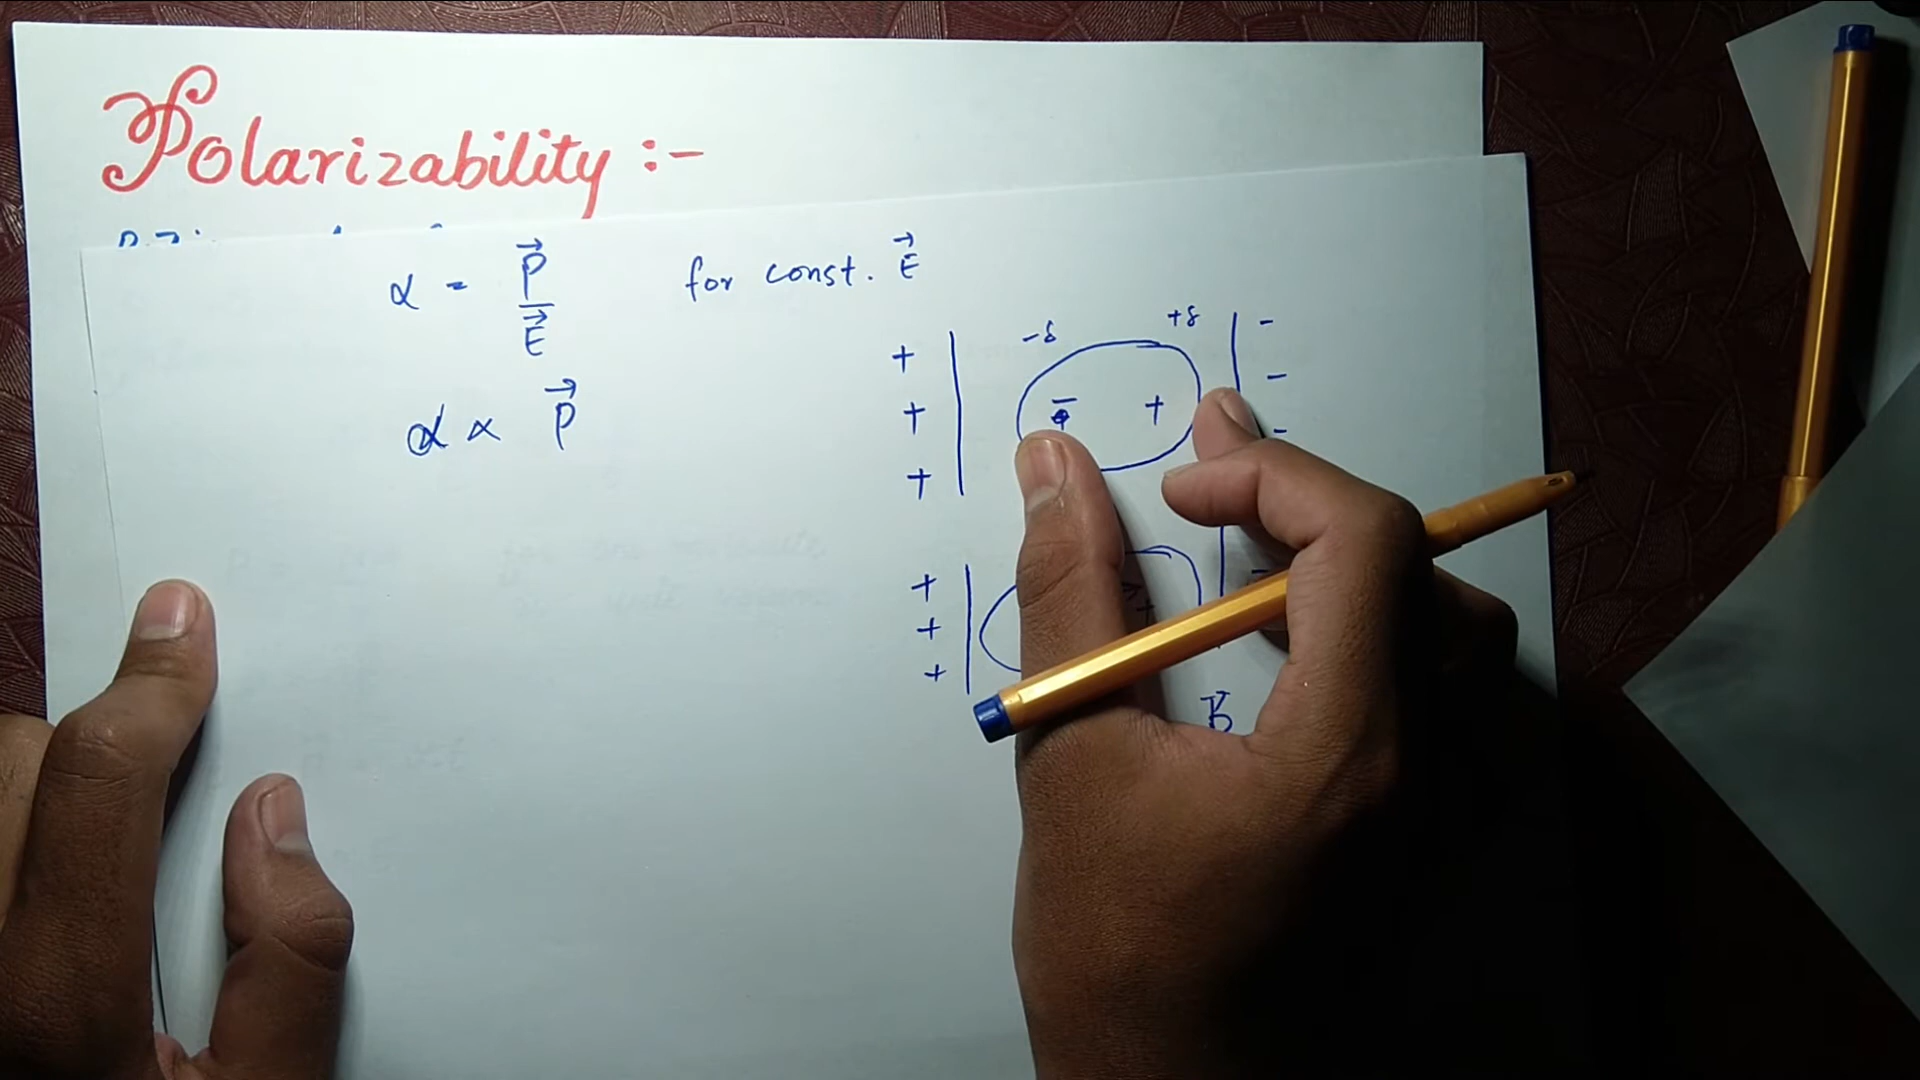 Polarizability :-
α = P⃗ / E⃗ for const. E⃗
α ∝ P⃗
-δ +δ
+ | | -
+ - + -
+ | -
+ | | -
+ +
+
B